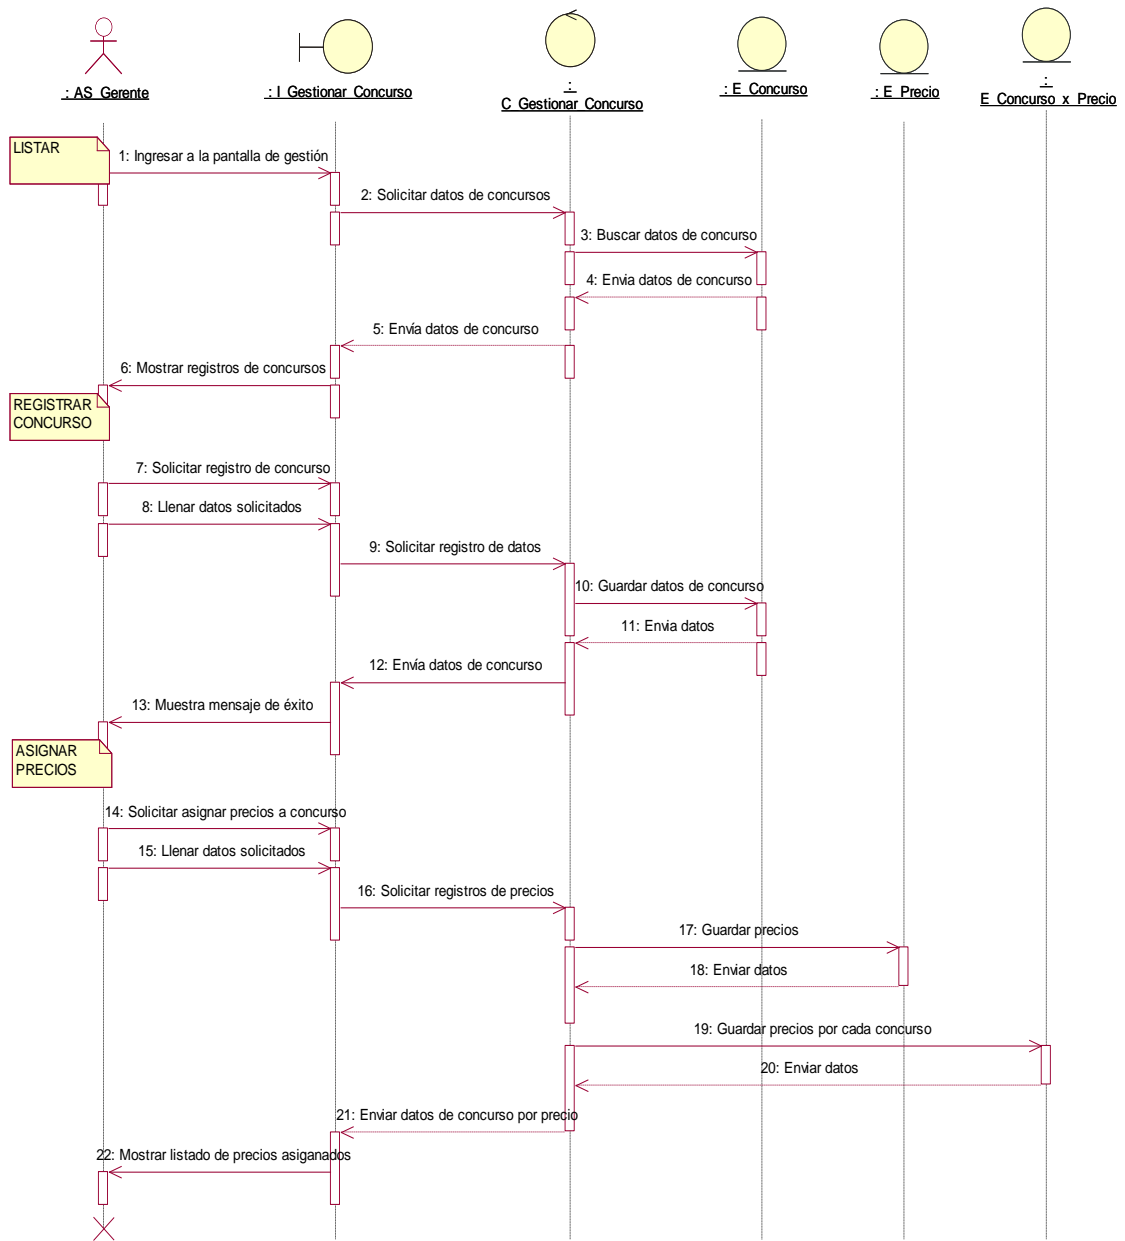 : AS_Gerente
: I_Gestionar_Concurso
:
C_Gestionar_Concurso
: E_Concurso
: E_Precio
:
E_Concurso_x_Precio
LISTAR
1: Ingresar a la pantalla de gestión
2: Solicitar datos de concursos
3: Buscar datos de concurso
4: Envia datos de concurso
5: Envía datos de concurso
6: Mostrar registros de concursos
REGISTRAR
CONCURSO
7: Solicitar registro de concurso
8: Llenar datos solicitados
9: Solicitar registro de datos
10: Guardar datos de concurso
11: Envia datos
12: Envía datos de concurso
13: Muestra mensaje de éxito
ASIGNAR
PRECIOS
14: Solicitar asignar precios a concurso
15: Llenar datos solicitados
16: Solicitar registros de precios
17: Guardar precios
18: Enviar datos
19: Guardar precios por cada concurso
20: Enviar datos
21: Enviar datos de concurso por precio
22: Mostrar listado de precios asiganados